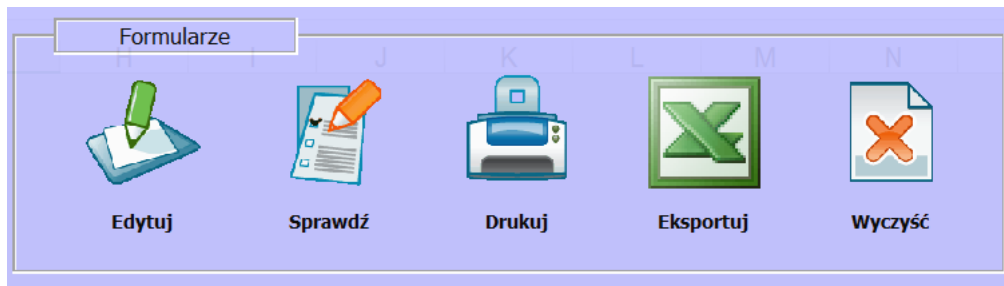 Formularze
H I J K L M N
Edytuj Sprawdź Drukuj Eksportuj Wyczyść